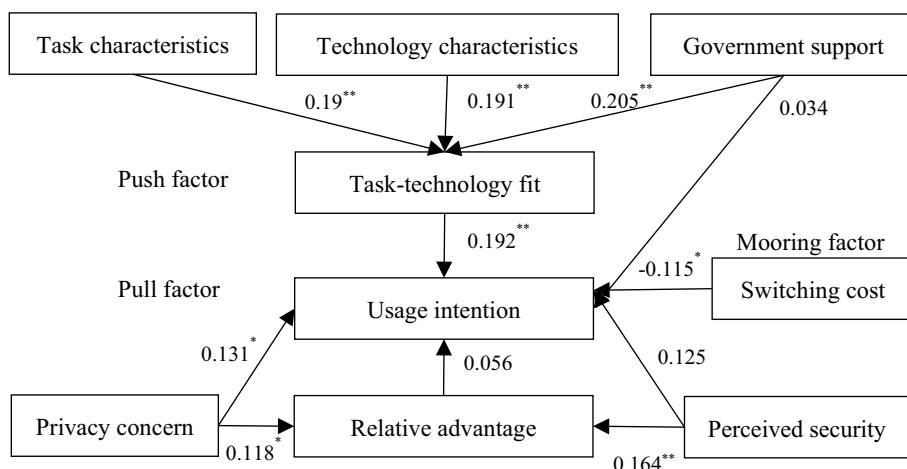 Task characteristics
Technology characteristics
Government support
0.19**
0.191**
0.205**
0.034
Push factor
Task-technology fit
0.192**
Mooring factor
-0.115*
Pull factor
Usage intention
Switching cost
0.131*
0.056
0.125
Privacy concern
Relative advantage
Perceived security
0.118*
0.164**